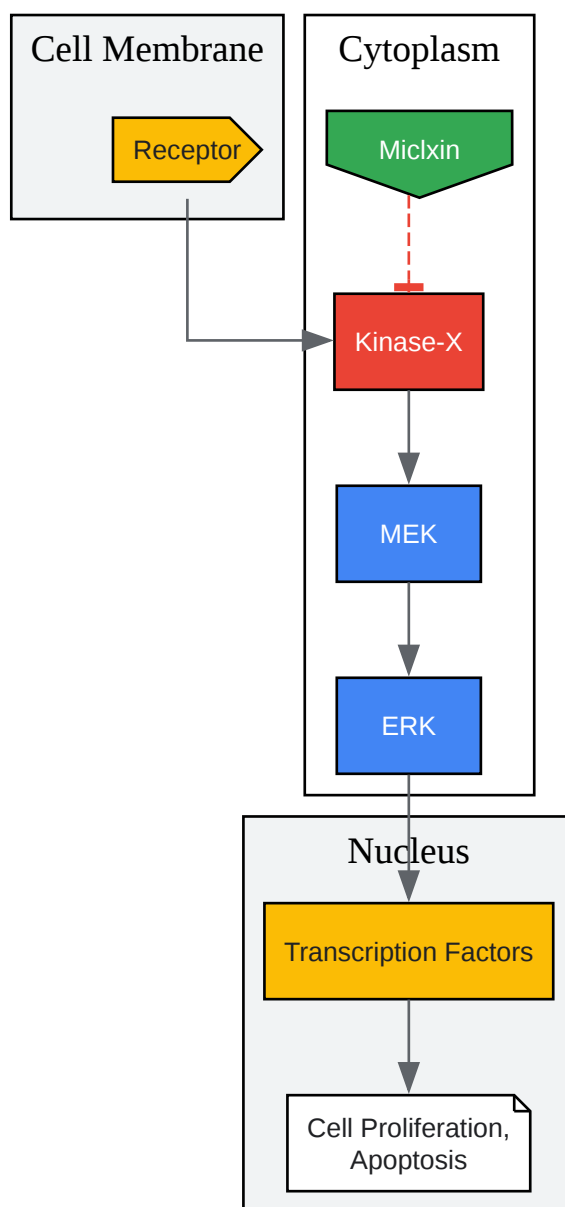 Cell Membrane
Receptor
Cytoplasm
Miclxin
Kinase-X
MEK
ERK
Nucleus
Transcription Factors
Cell Proliferation,
Apoptosis